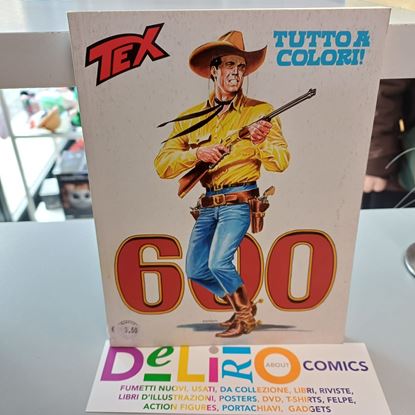 TEX
TUTTO A
COLORI!
600
DeLiRiO ABOUT COMICS
FUMETTI NUOVI, USATI, DA COLLEZIONE, LIBRI, RIVISTE,
LIBRI D'ILLUSTRAZIONI, POSTERS, DVD, T-SHIRTS, FELPE,
ACTION FIGURES, PORTACHIAVI, GADGETS